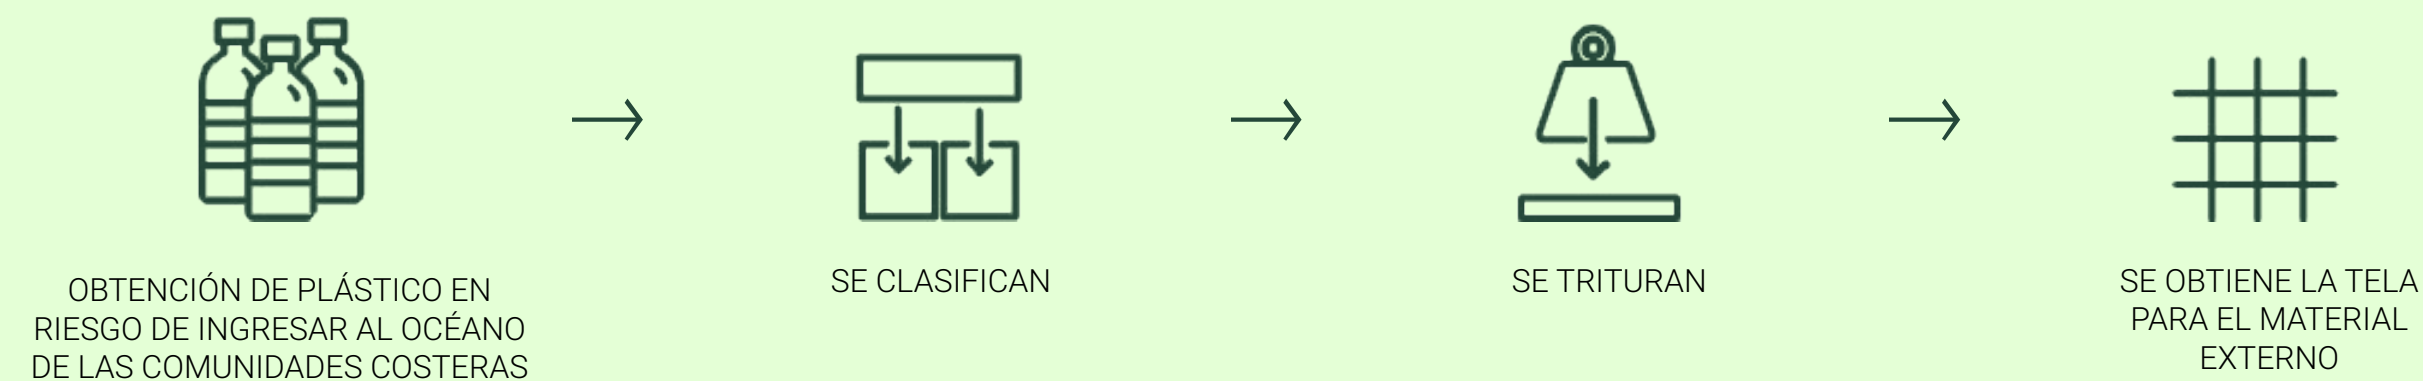 OBTENCIÓN DE PLÁSTICO EN
RIESGO DE INGRESAR AL OCÉANO
DE LAS COMUNIDADES COSTERAS
SE CLASIFICAN
SE TRITURAN
SE OBTIENE LA TELA
PARA EL MATERIAL
EXTERNO